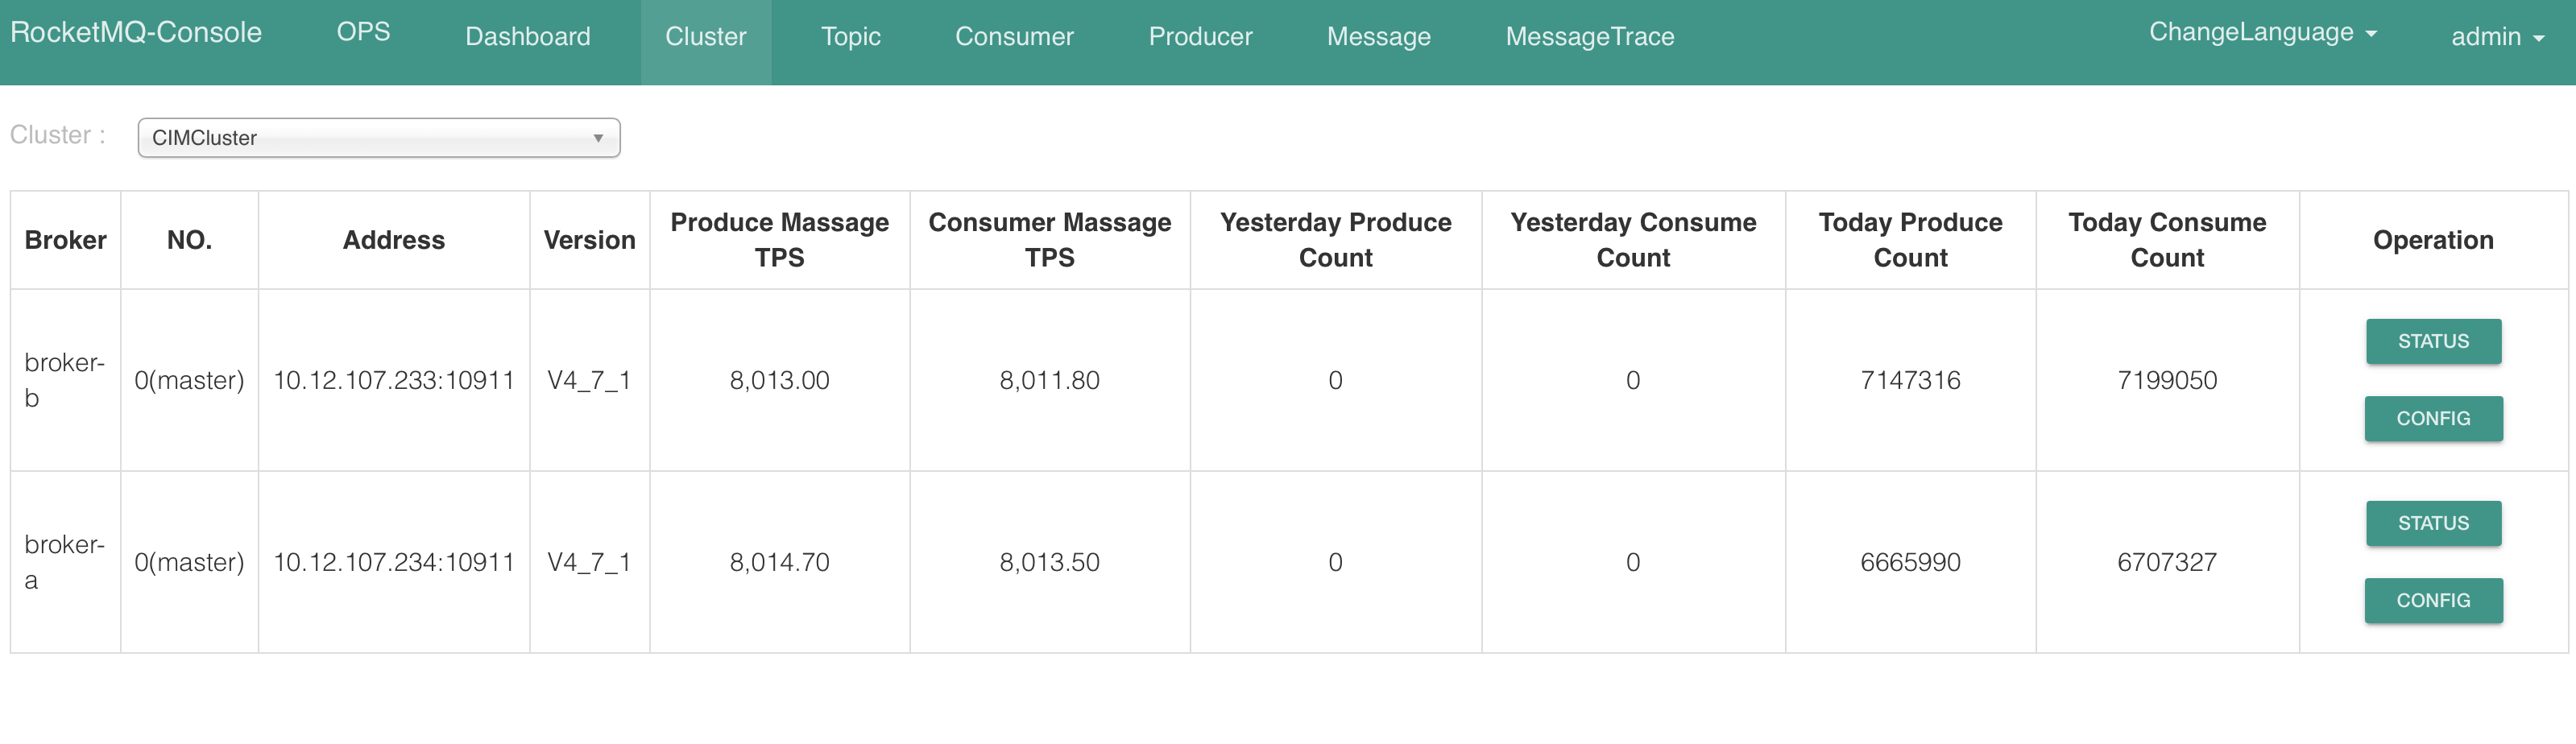 RocketMQ-Console OPS Dashboard Cluster Topic Consumer Producer Message MessageTrace ChangeLanguage admin
Cluster : CIMCluster
Broker NO. Address Version Produce Massage TPS Consumer Massage TPS Yesterday Produce Count Yesterday Consume Count Today Produce Count Today Consume Count Operation
broker-b 0(master) 10.12.107.233:10911 V4_7_1 8,013.00 8,011.80 0 0 7147316 7199050 STATUS
CONFIG
broker-a 0(master) 10.12.107.234:10911 V4_7_1 8,014.70 8,013.50 0 0 6665990 6707327 STATUS
CONFIG